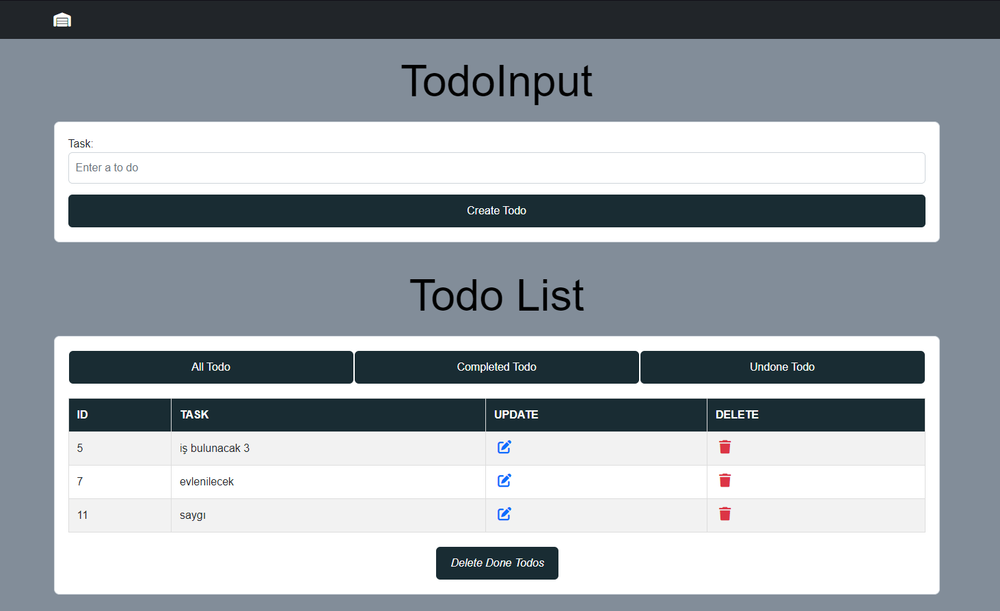 TodoInput
Task:
Enter a to do
Create Todo
Todo List
All Todo Completed Todo Undone Todo
ID TASK UPDATE DELETE
5 iş bulunacak 3
7 evlenilecek
11 saygı
Delete Done Todos